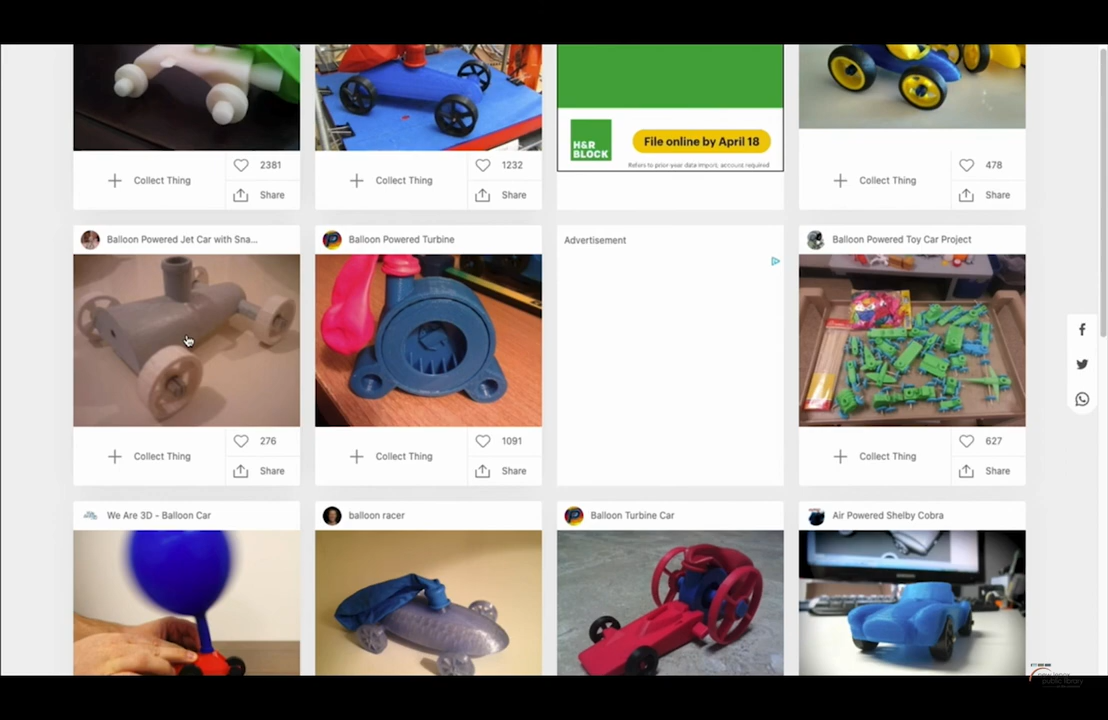 H&R
BLOCK
File online by April 18
Refers to prior year data import, account required
Collect Thing
2381
Share
Collect Thing
1232
Share
Collect Thing
478
Share
Balloon Powered Jet Car with Sna...
Balloon Powered Turbine
Advertisement
Balloon Powered Toy Car Project
Collect Thing
276
Share
Collect Thing
1091
Share
Collect Thing
627
Share
We Are 3D - Balloon Car
balloon racer
Balloon Turbine Car
Air Powered Shelby Cobra
public library